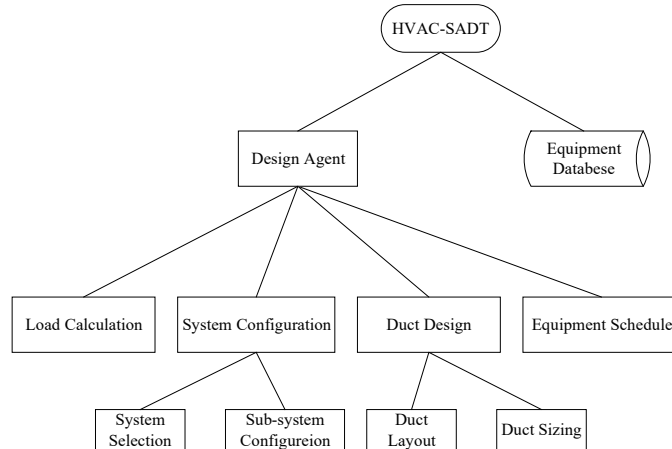 HVAC-SADT
Design Agent
Equipment
Databese
Load Calculation
System Configuration
Duct Design
Equipment Schedule
System
Selection
Sub-system
Configureion
Duct
Layout
Duct Sizing